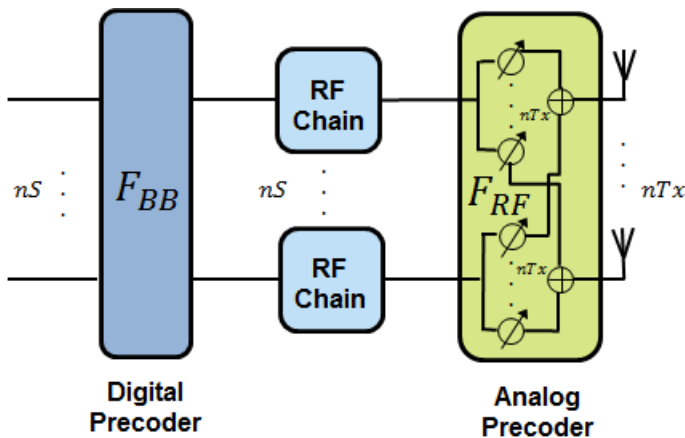 RF
Chain
nTx
nS
F_BB
nS
F_RF
nTx
RF
Chain
nTx
Digital
Precoder
Analog
Precoder